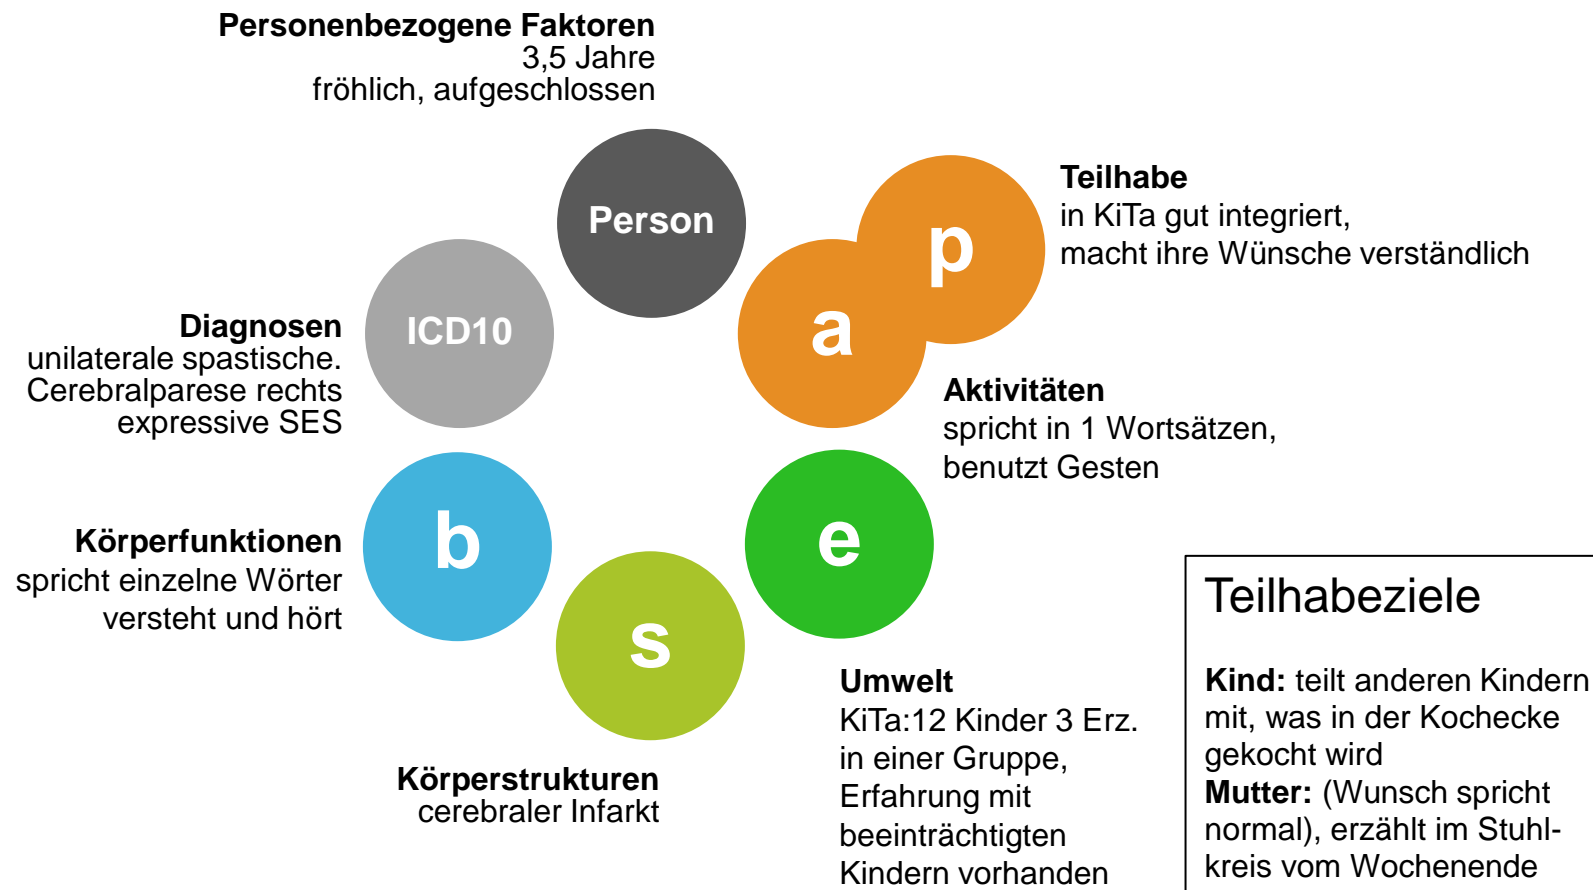 Personenbezogene Faktoren
3,5 Jahre
fröhlich, aufgeschlossen
Person
p
Teilhabe
in KiTa gut integriert,
macht ihre Wünsche verständlich
ICD10
a
Diagnosen
unilaterale spastische.
Cerebralparese rechts
expressive SES
Aktivitäten
spricht in 1 Wortsätzen,
benutzt Gesten
b
e
Körperfunktionen
spricht einzelne Wörter
versteht und hört
s
Körperstrukturen
cerebraler Infarkt
Umwelt
KiTa:12 Kinder 3 Erz.
in einer Gruppe,
Erfahrung mit
beeinträchtigten
Kindern vorhanden
Teilhabeziele
Kind: teilt anderen Kindern
mit, was in der Kochecke
gekocht wird
Mutter: (Wunsch spricht
normal), erzählt im Stuhl-
kreis vom Wochenende